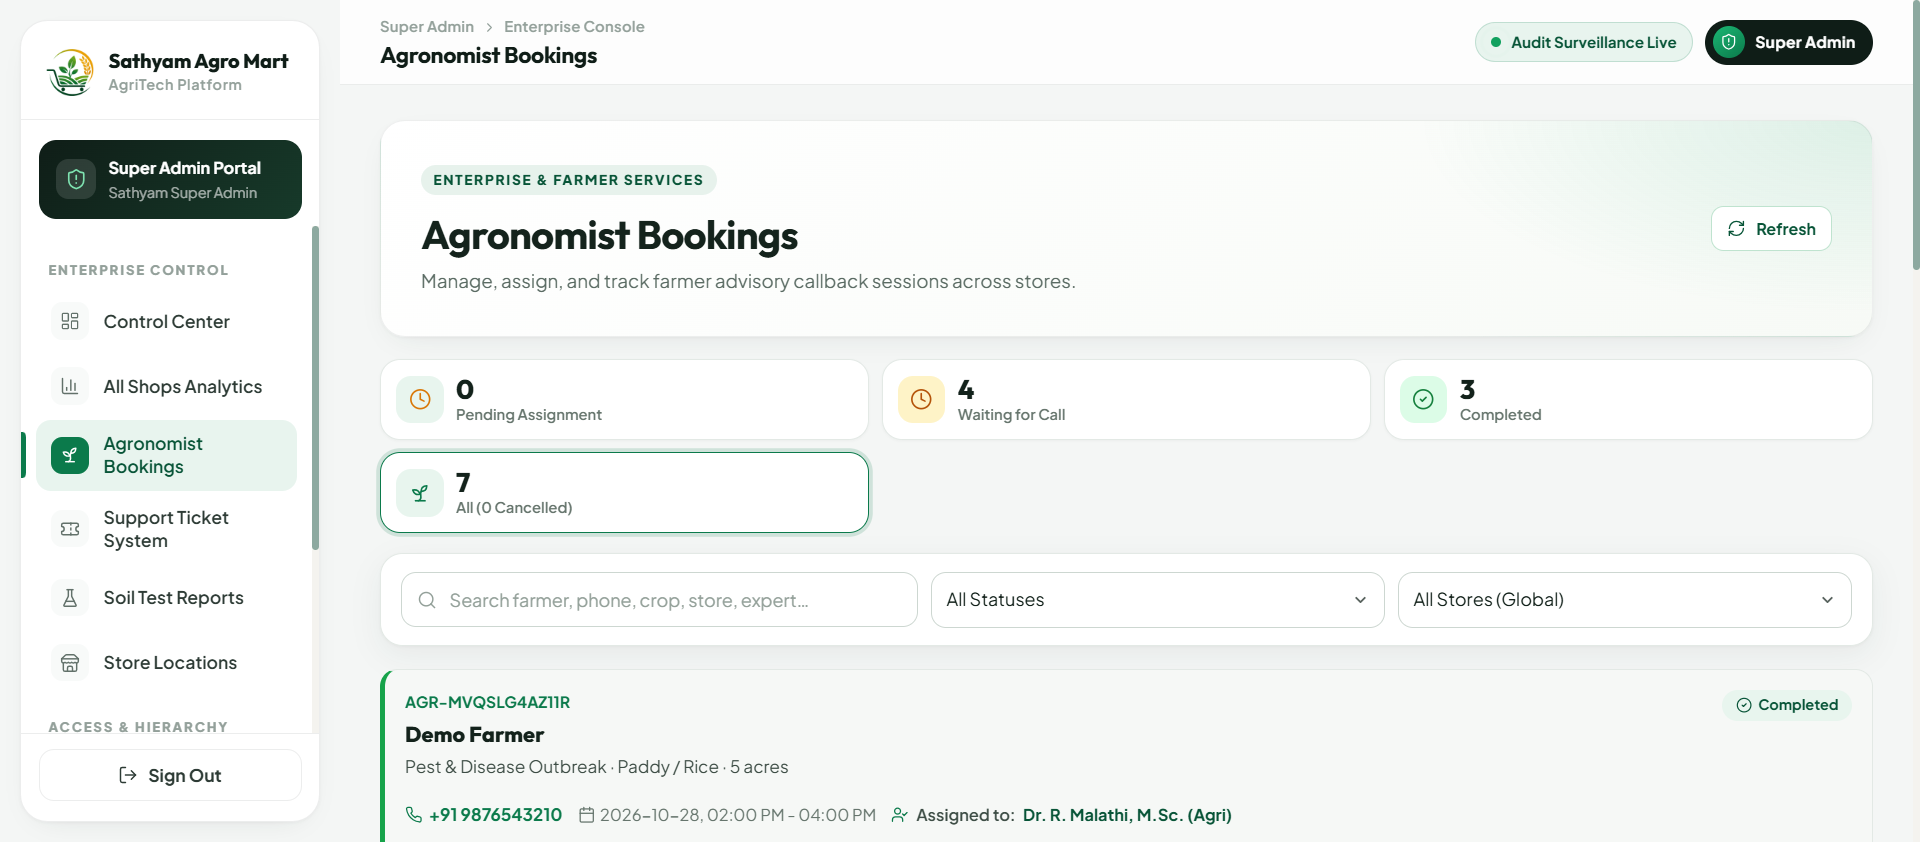 Sathyam Agro Mart
AgriTech Platform
Super Admin Portal
Sathyam Super Admin
ENTERPRISE CONTROL
Control Center
All Shops Analytics
Agronomist
Bookings
Support Ticket
System
Soil Test Reports
Store Locations
ACCESS & HIERARCHY
Sign Out
Super Admin > Enterprise Console
Agronomist Bookings
Audit Surveillance Live
Super Admin
ENTERPRISE & FARMER SERVICES
Agronomist Bookings
Manage, assign, and track farmer advisory callback sessions across stores.
Refresh
0
Pending Assignment
4
Waiting for Call
3
Completed
7
All (0 Cancelled)
Search farmer, phone, crop, store, expert...
All Statuses
All Stores (Global)
AGR-MVQSLG4AZ11R
Completed
Demo Farmer
Pest & Disease Outbreak · Paddy / Rice · 5 acres
+91 9876543210 2026-10-28, 02:00 PM - 04:00 PM Assigned to: Dr. R. Malathi, M.Sc. (Agri)